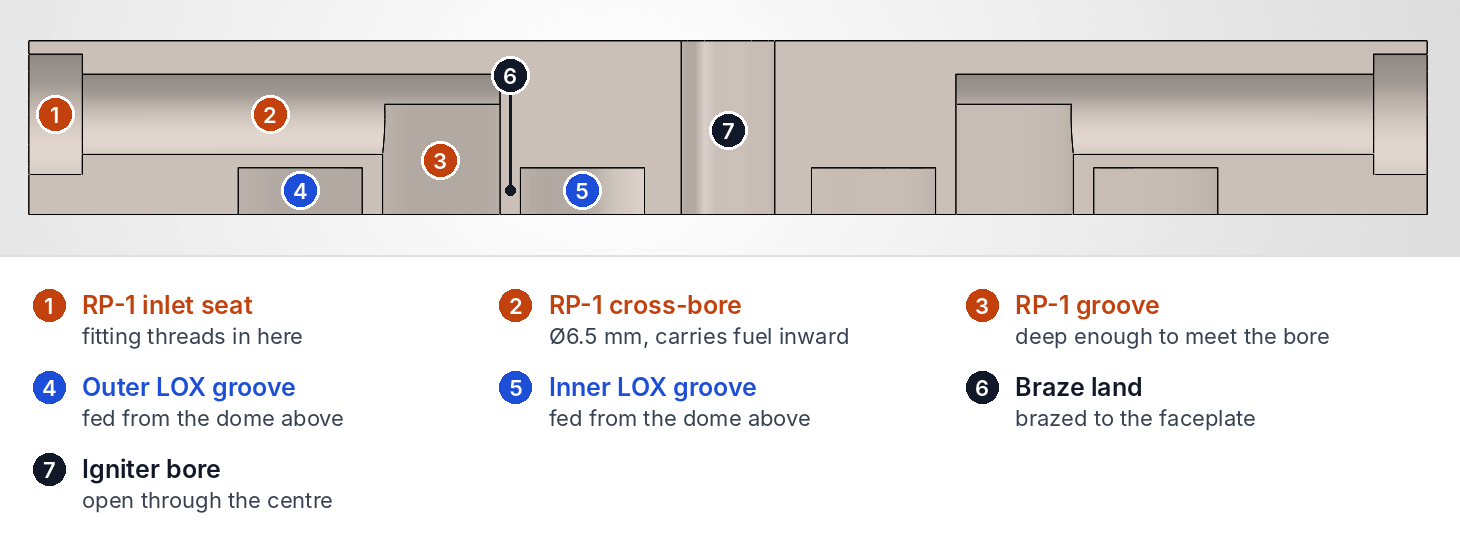 1
2
3
4
5
6
7
1 RP-1 inlet seat
fitting threads in here
2 RP-1 cross-bore
Ø6.5 mm, carries fuel inward
3 RP-1 groove
deep enough to meet the bore
4 Outer LOX groove
fed from the dome above
5 Inner LOX groove
fed from the dome above
6 Braze land
brazed to the faceplate
7 Igniter bore
open through the centre